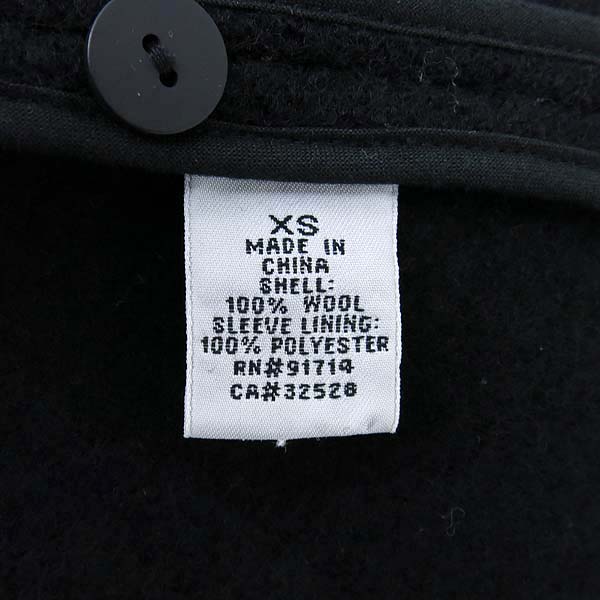 XS
MADE IN
CHINA
SHELL:
100% WOOL
SLEEVE LINING:
100% POLYESTER
RN#91714
CA#32528